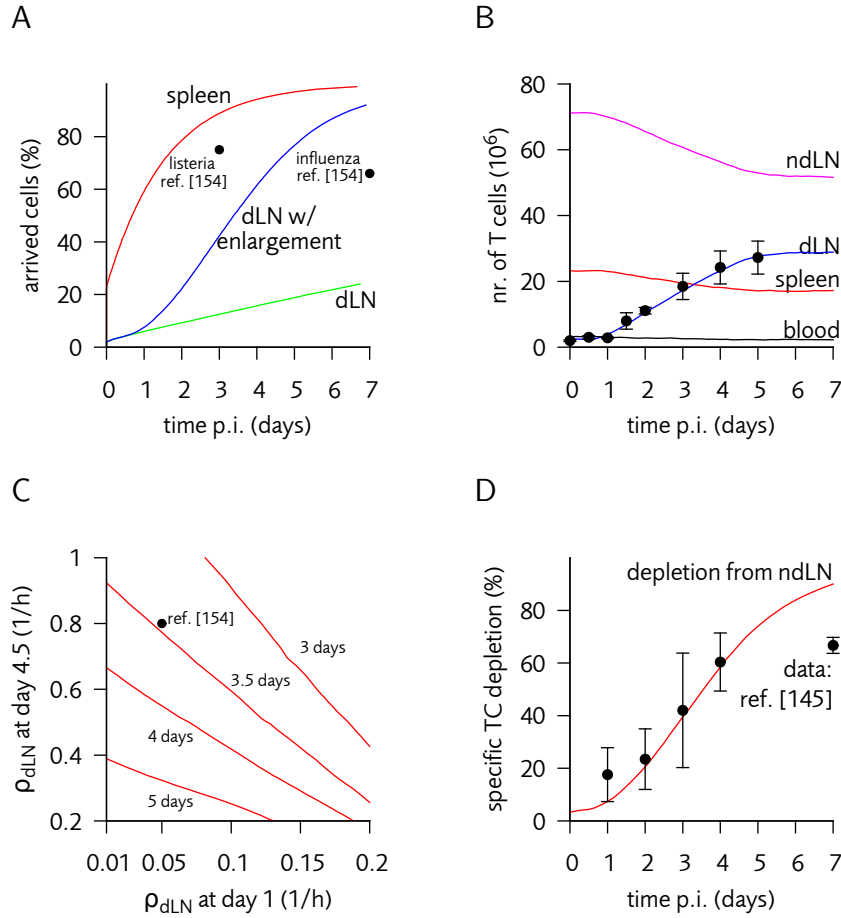 A
arrived cells (%)
80
60
40
20
0
spleen
listeria
ref. [154]
influenza
ref. [154]
dLN w/
enlargement
dLN
0 1 2 3 4 5 6 7
time p.i. (days)
B
nr. of T cells (10⁶)
80
60
40
20
0
ndLN
dLN
spleen
blood
0 1 2 3 4 5 6 7
time p.i. (days)
C
ρdLN at day 4.5 (1/h)
1
0.8
0.6
0.4
0.2
ref. [154]
3 days
3.5 days
4 days
5 days
0.01 0.05 0.1 0.15 0.2
ρdLN at day 1 (1/h)
D
specific TC depletion (%)
80
60
40
20
0
depletion from ndLN
data:
ref. [145]
0 1 2 3 4 5 6 7
time p.i. (days)